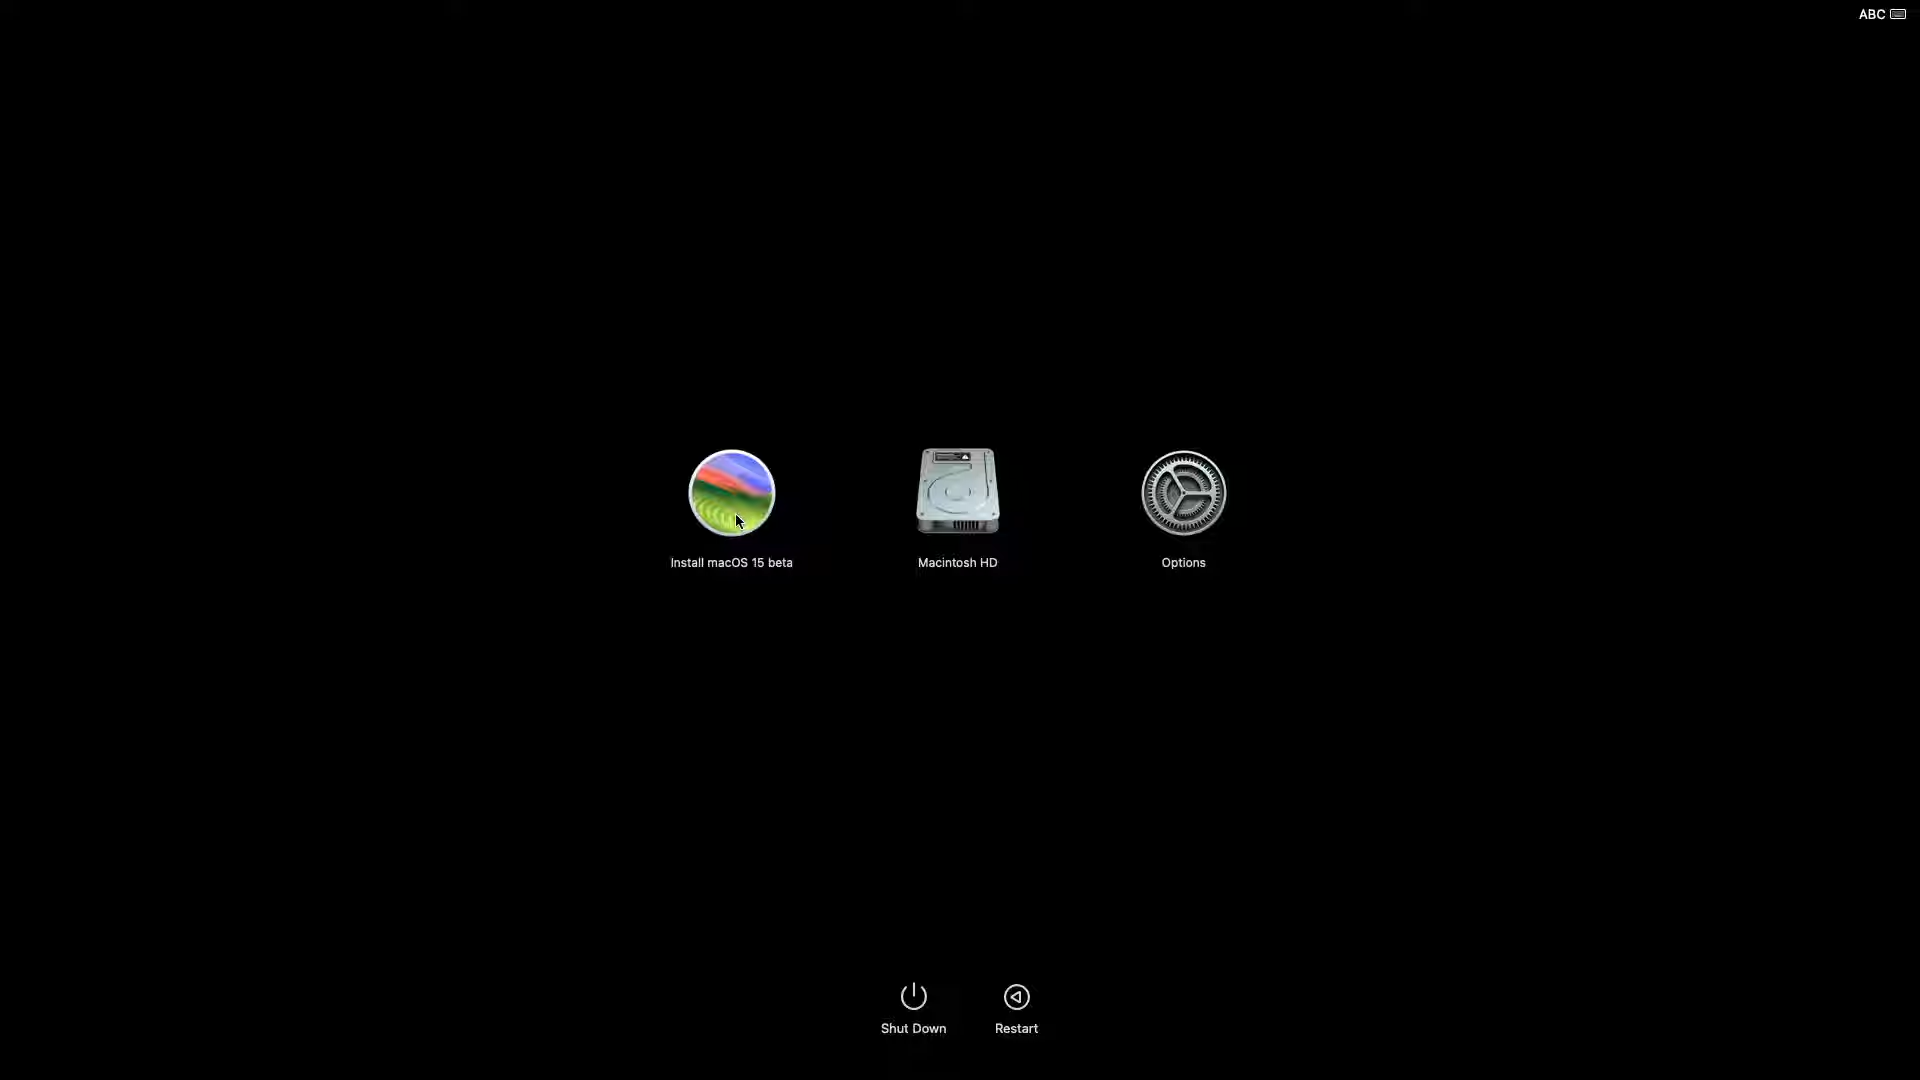 ABC
Install macOS 15 beta
Macintosh HD
Options
Shut Down
Restart